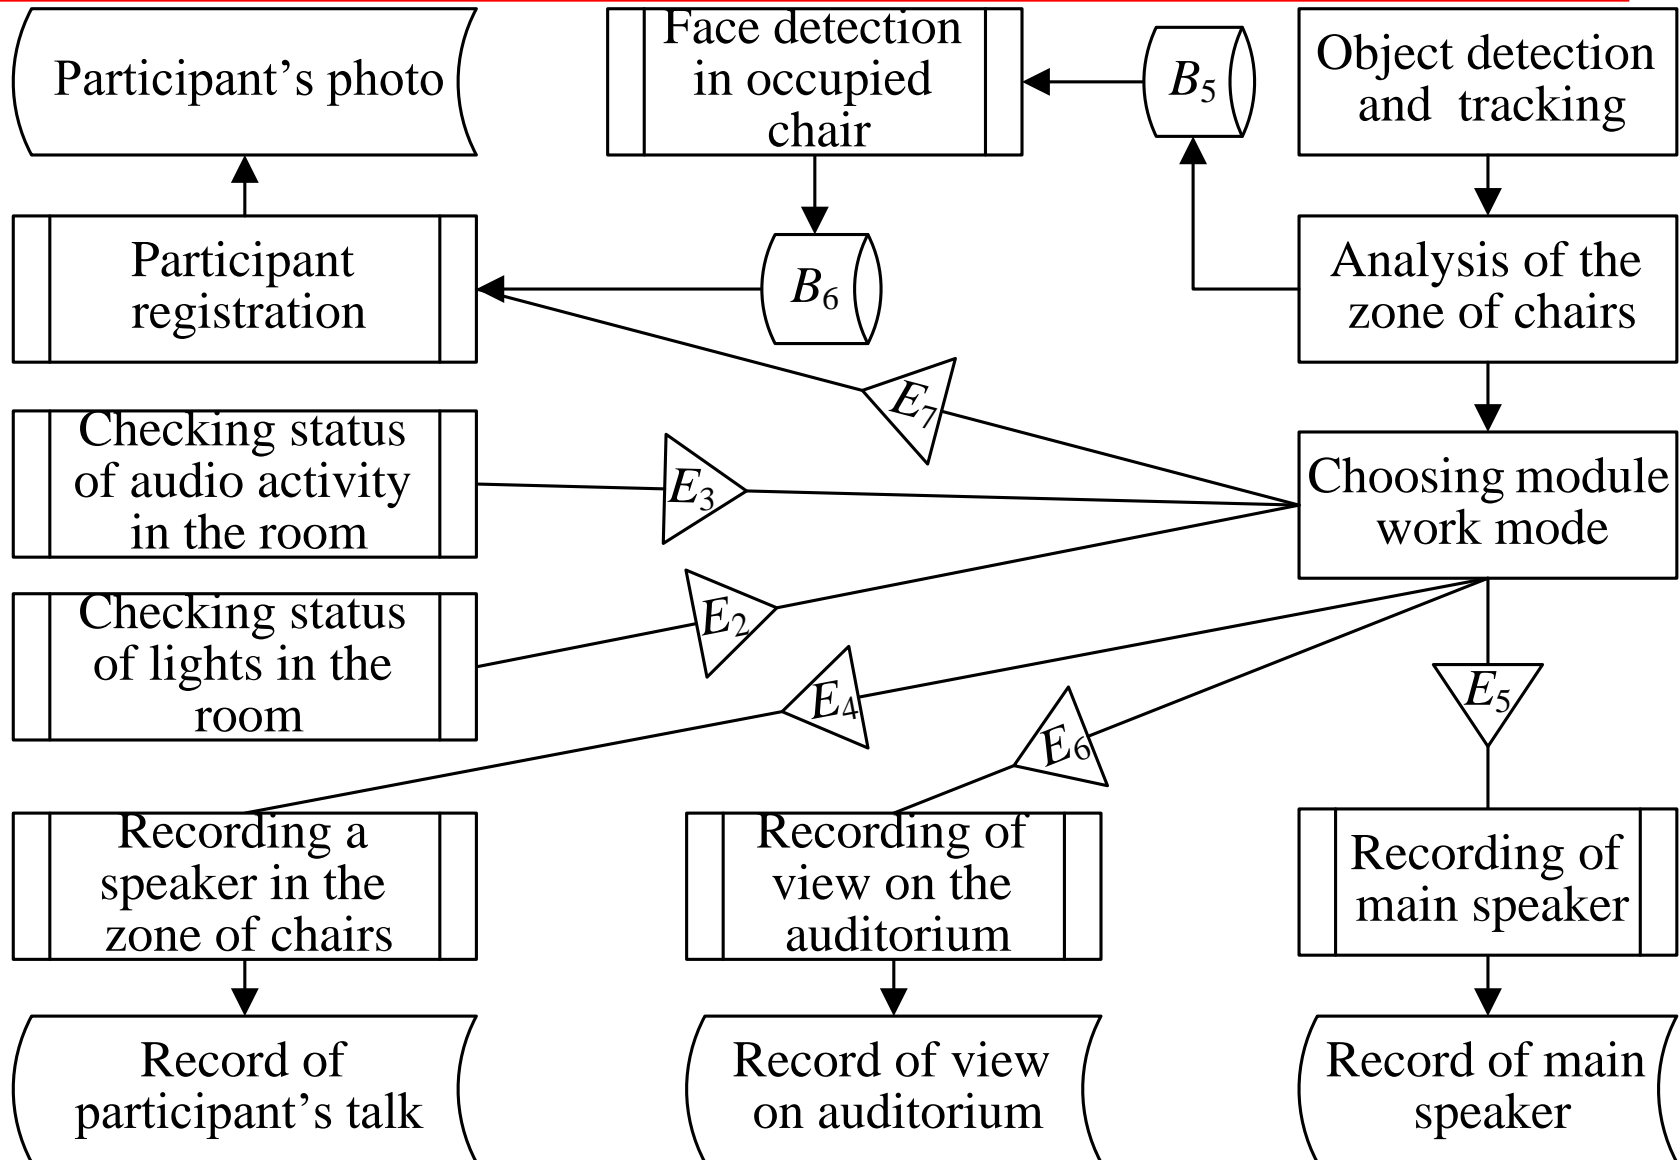 Participant's photo
Face detection
in occupied
chair
B5
Object detection
and tracking
Participant
registration
B6
Analysis of the
zone of chairs
E7
Checking status
of audio activity
in the room
E3
Choosing module
work mode
Checking status
of lights in the
room
E2
E4
E6
E5
Recording a
speaker in the
zone of chairs
Recording of
view on the
auditorium
Recording of
main speaker
Record of
participant's talk
Record of view
on auditorium
Record of main
speaker